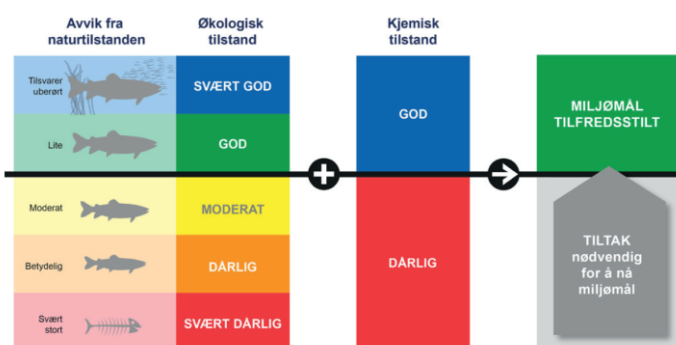 Avvik fra
naturtilstanden
Økologisk
tilstand
Kjemisk
tilstand
Tilsvarer
uberørt
SVÆRT GOD
Lite
GOD
Moderat
MODERAT
Betydelig
DÅRLIG
Svært
stort
SVÆRT DÅRLIG
GOD
DÅRLIG
MILJØMÅL
TILFREDSSTILT
TILTAK
nødvendig
for å nå
miljømål